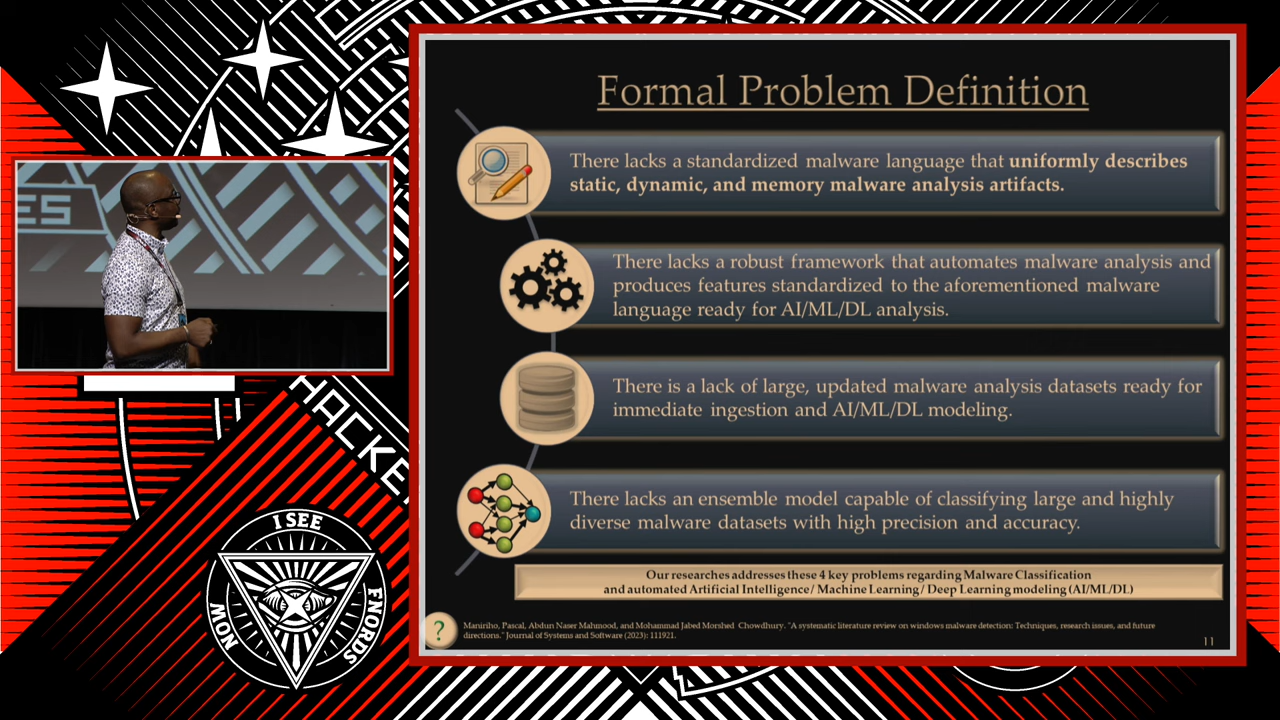 Formal Problem Definition
There lacks a standardized malware language that uniformly describes
static, dynamic, and memory malware analysis artifacts.
There lacks a robust framework that automates malware analysis and
produces features standardized to the aforementioned malware
language ready for AI/ML/DL analysis.
There is a lack of large, updated malware analysis datasets ready for
immediate ingestion and AI/ML/DL modeling.
There lacks an ensemble model capable of classifying large and highly
diverse malware datasets with high precision and accuracy.
Our researches addresses these 4 key problems regarding Malware Classification
and automated Artificial Intelligence/ Machine Learning / Deep Learning modeling (AI/ML/DL)
?
Maniriho, Pascal, Abdun Naser Mahmood, and Mohammad Jabed Morshed Chowdhury. "A systematic literature review on windows malware detection: Techniques, research issues, and future
directions." Journal of Systems and Software (2023): 111921.
11
ES
HACKE
I SEE
FNORDS
NOW